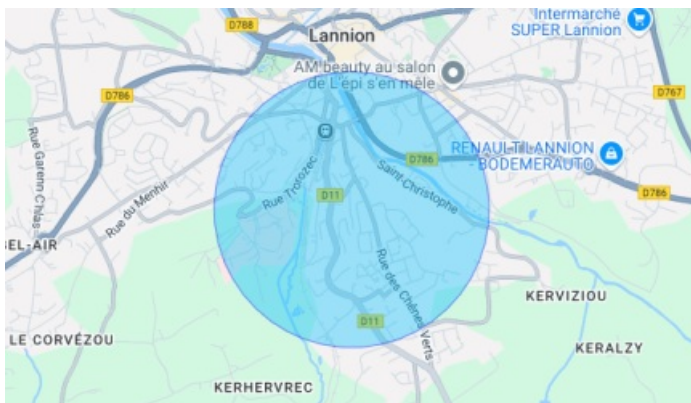 D788
Lannion
Intermarché
SUPER Lannion
AM beauty au salon
de L'épi s'en mêle
D786
D767
Rue Garenn Chlas
RENAULT LANNION
- BODEMERAUTO
D786
Saint-Christophe
Rue Trorozec
D11
D786
Rue du Menhir
BEL-AIR
Rue des Chênes Verts
KERVIZIOU
D11
LE CORVÉZOU
KERALZY
KERHERVREC